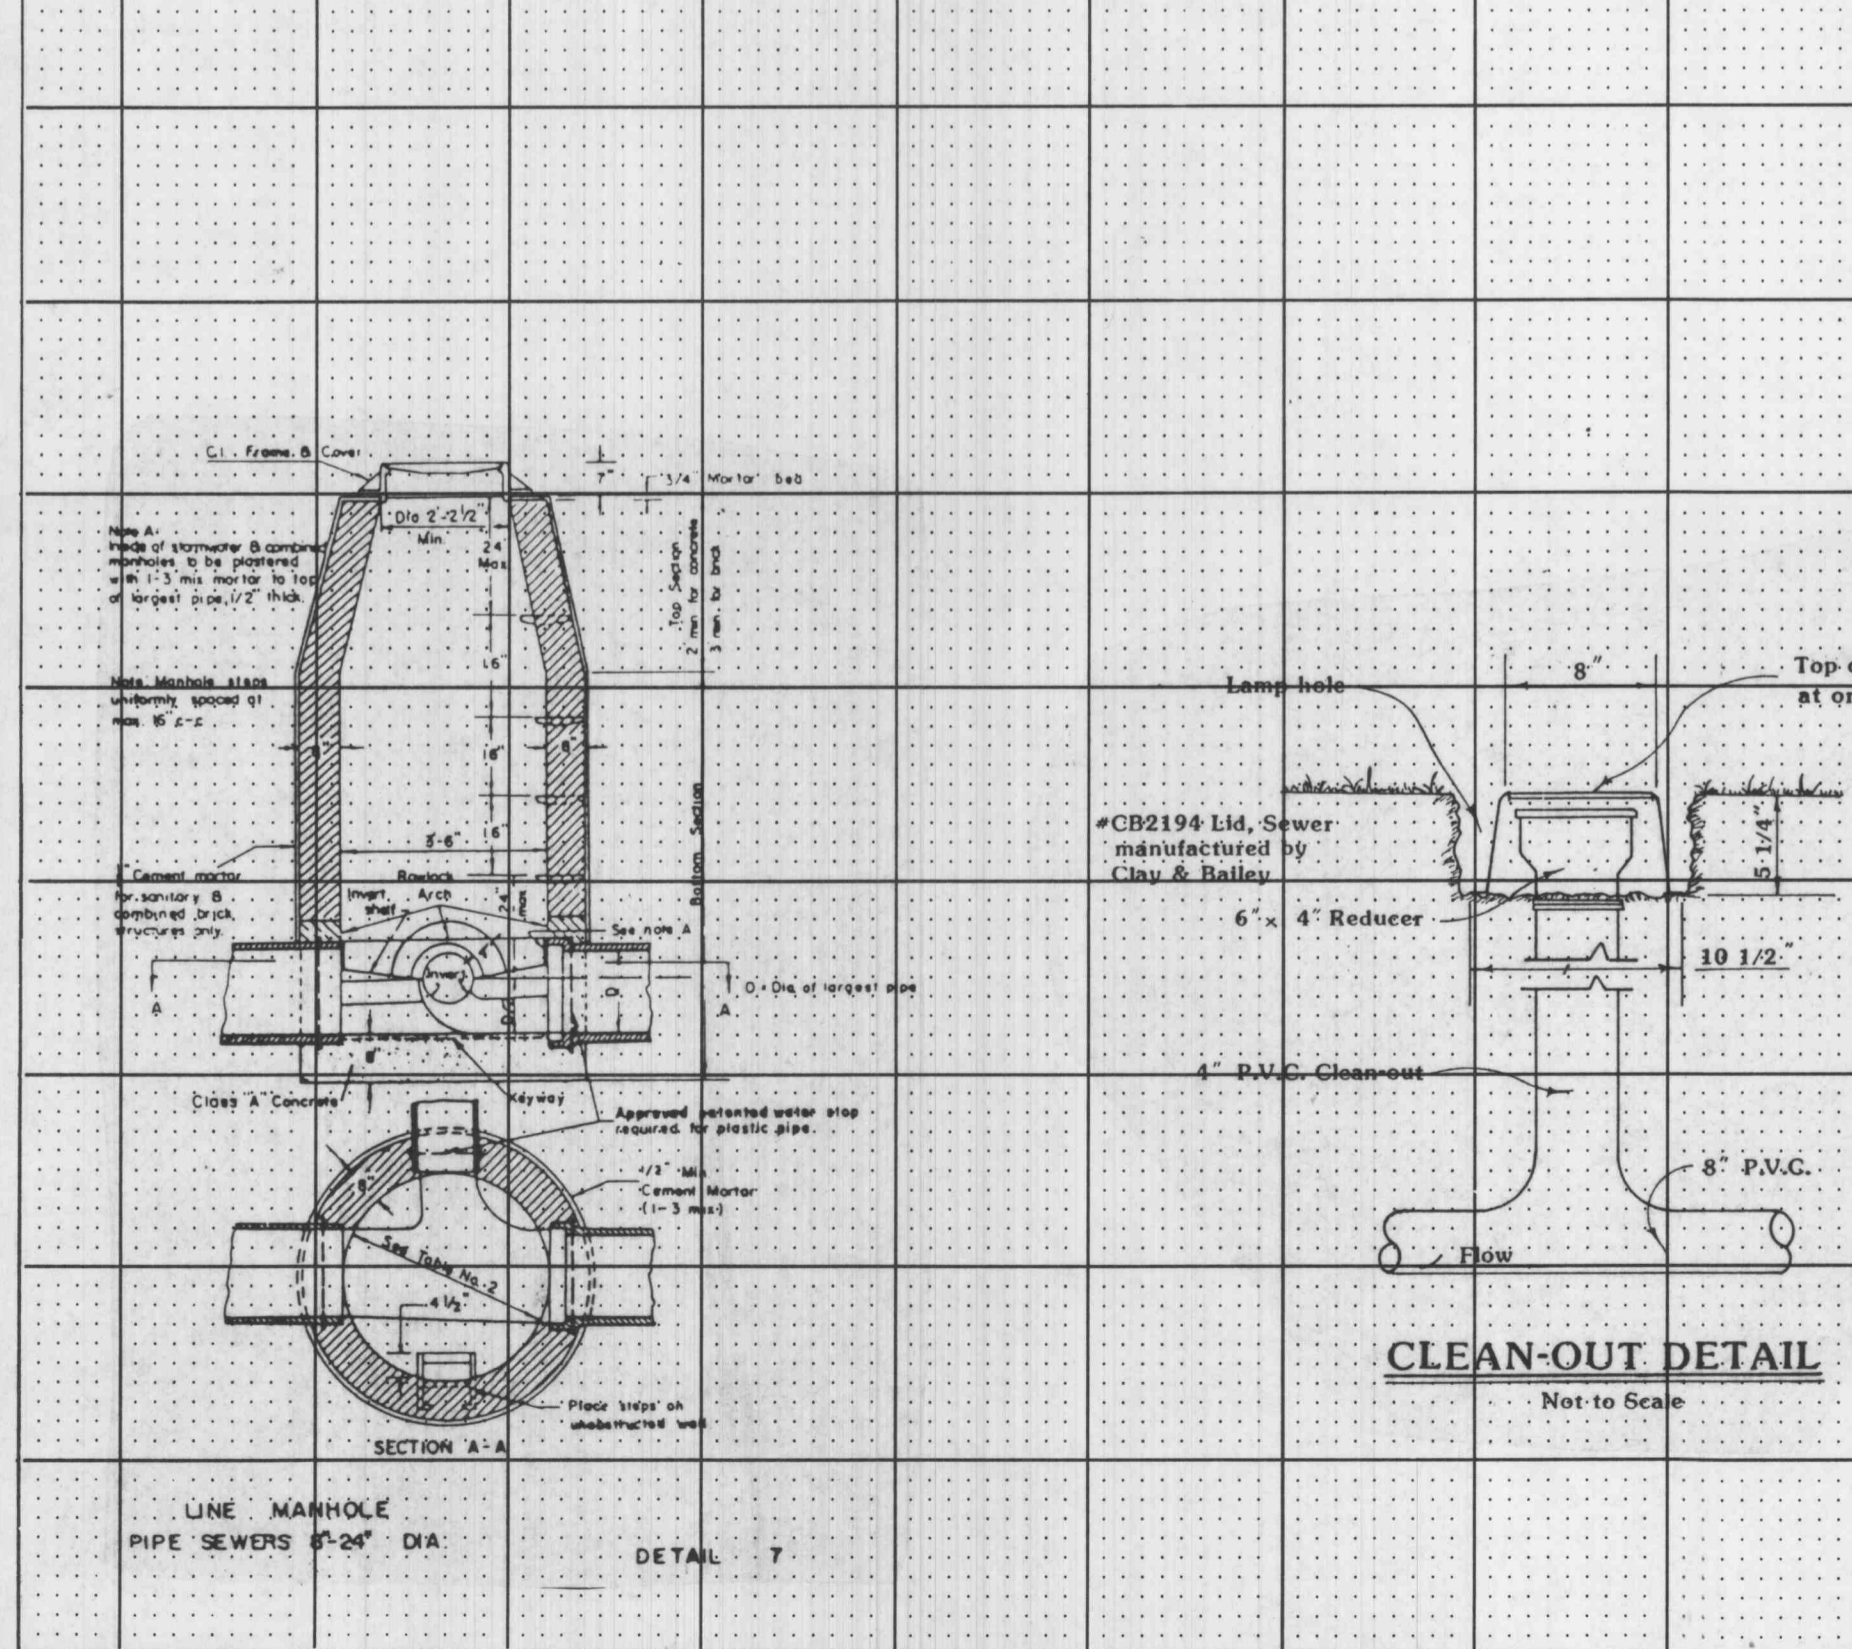 C.I. Frame & Cover
7"
3/4" Mortar bed
Dia 2'-2 1/2"
Min.
24"
Max.
Note A:
Inside of stormwater & combined
manholes to be plastered
with 1-3 mix mortar to top
of largest pipe, 1/2" thick.
Top Section
2' min for concrete
3' min for brick
16"
Note: Manhole steps
uniformly spaced at
max. 16" c-c
8"
16"
8"
Bottom Section
16"
3'-6"
Cement mortar
for sanitary &
combined brick
structures only.
Rowlock
Arch
Invert
shelf
24"
max
See note A
4"
Invert
D
D/2
A
A
D = Dia of largest pipe
8"
Class "A" Concrete
Keyway
Approved patented water stop
required for plastic pipe.
8"
1/2" Min
Cement Mortar
(1-3 mix)
See Table No. 2
4 1/2"
Place steps on
unobstructed wall
SECTION A-A
LINE MANHOLE
PIPE SEWERS 8"-24" DIA.
DETAIL 7
8"
Top
at
Lamp hole
#CB2194 Lid, Sewer
manufactured by
Clay & Bailey
5 1/4"
6" x 4" Reducer
10 1/2"
4" P.V.C. Clean-out
8" P.V.C.
Flow
CLEAN-OUT DETAIL
Not to Scale